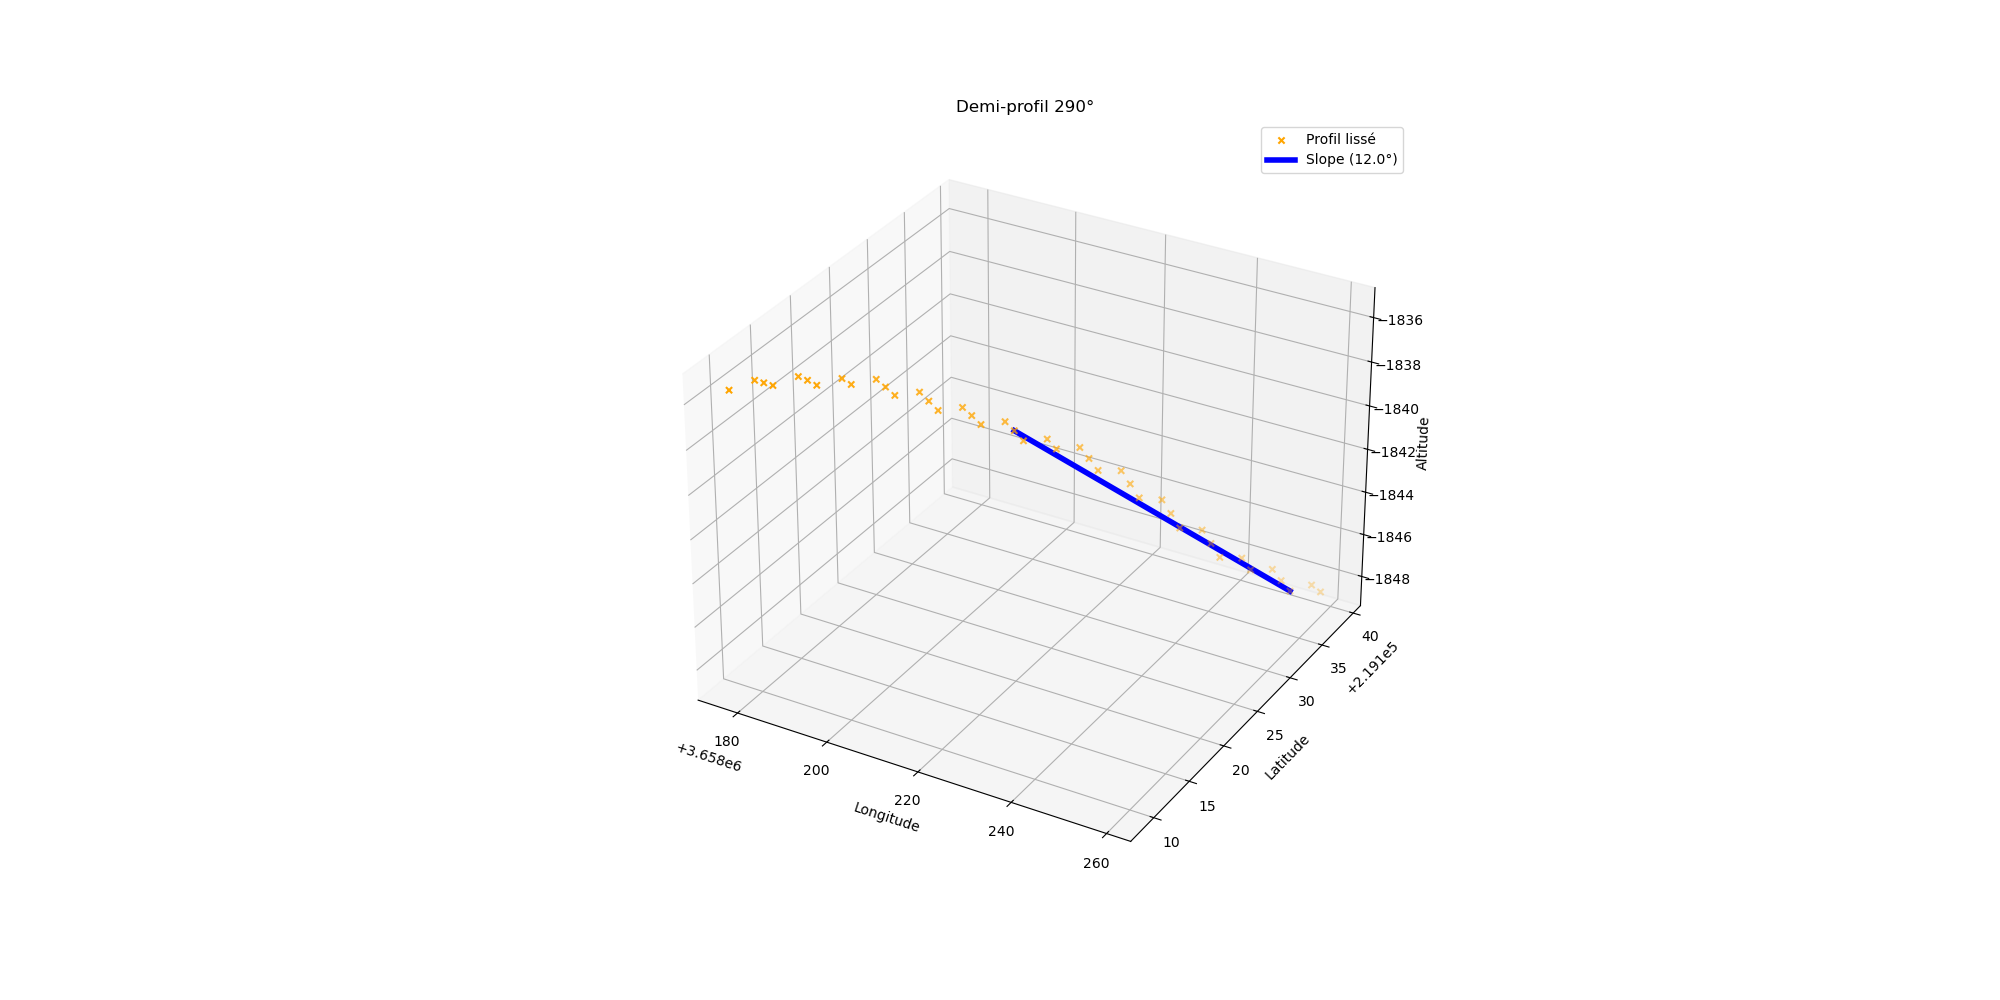 Demi-profil 290°
Profil lissé
Slope (12.0°)
−1836
−1838
−1840
−1842
−1844
−1846
−1848
Altitude
40
35
30
25
20
15
10
+2.191e5
Latitude
180
200
220
240
260
+3.658e6
Longitude